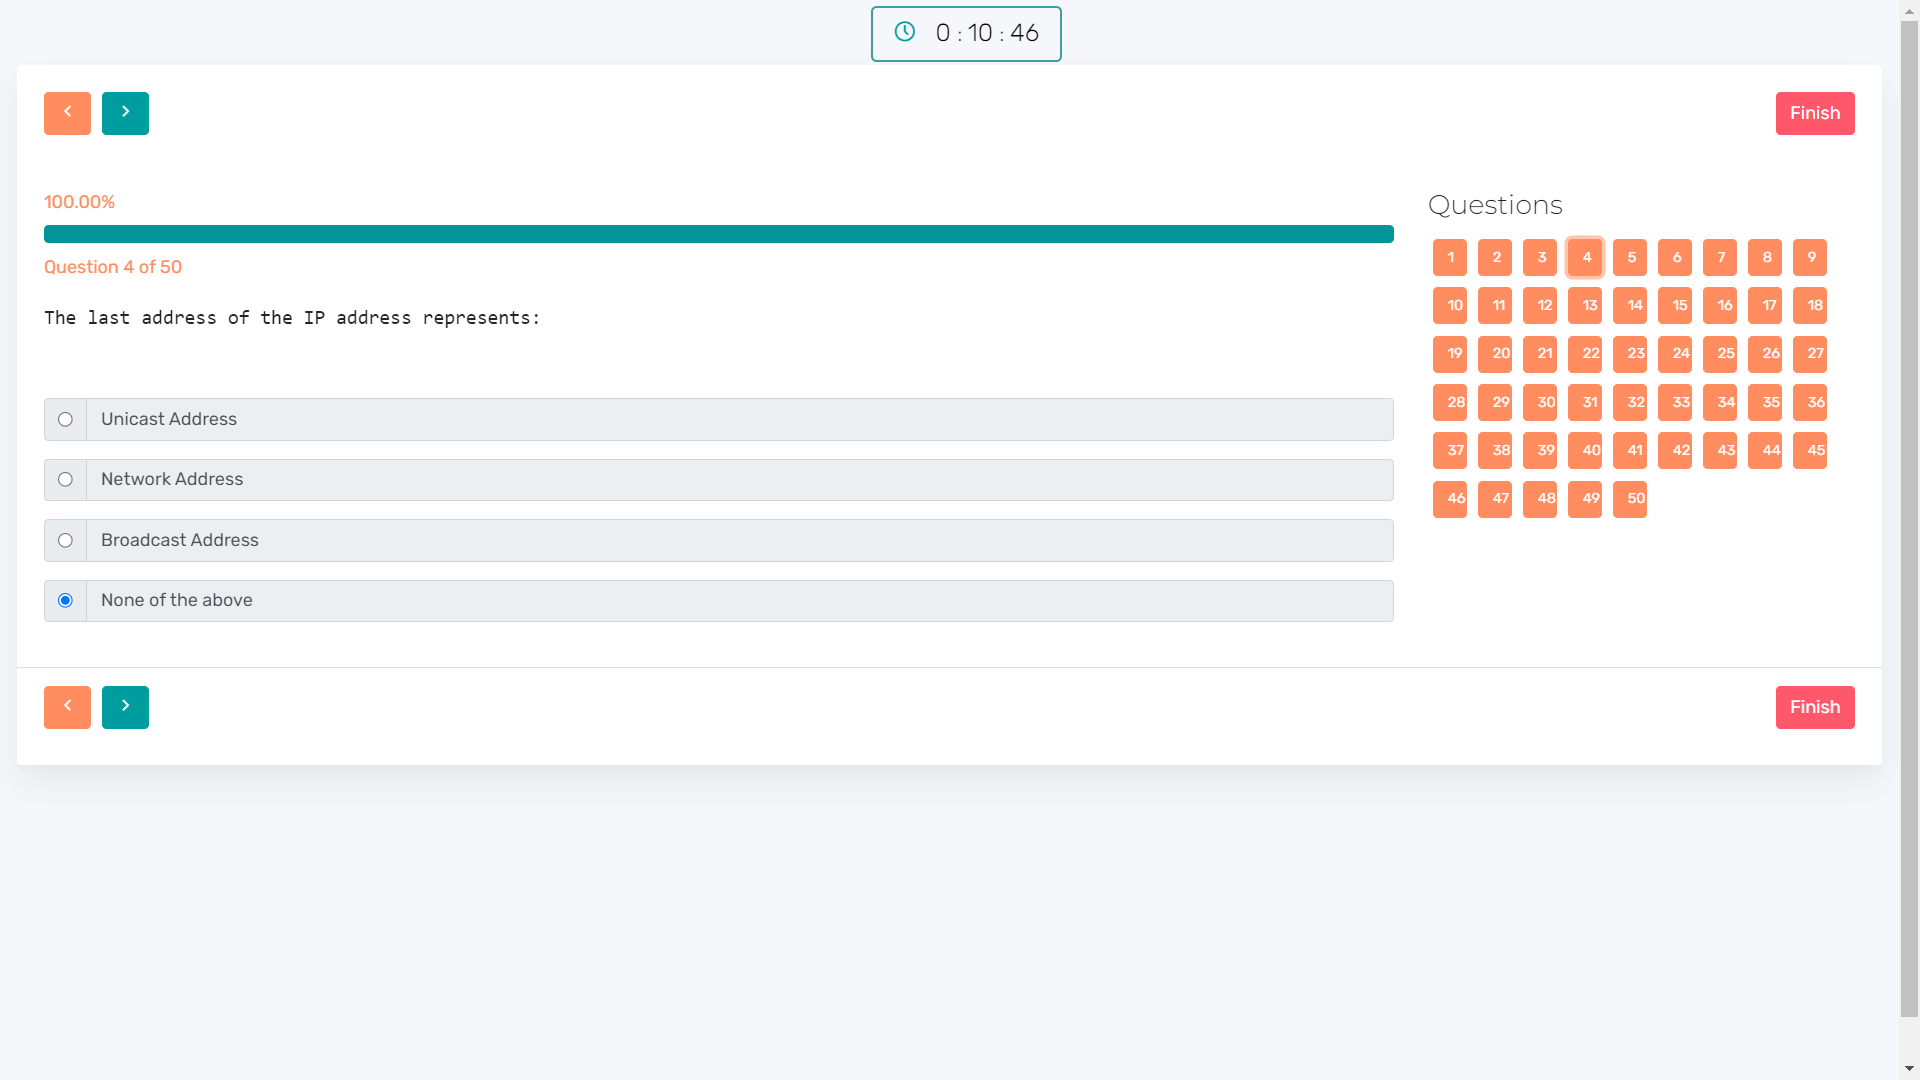 0 : 10 : 46
Finish
100.00%
Question 4 of 50
The last address of the IP address represents:
Unicast Address
Network Address
Broadcast Address
None of the above
Questions
1 2 3 4 5 6 7 8 9
10 11 12 13 14 15 16 17 18
19 20 21 22 23 24 25 26 27
28 29 30 31 32 33 34 35 36
37 38 39 40 41 42 43 44 45
46 47 48 49 50
Finish